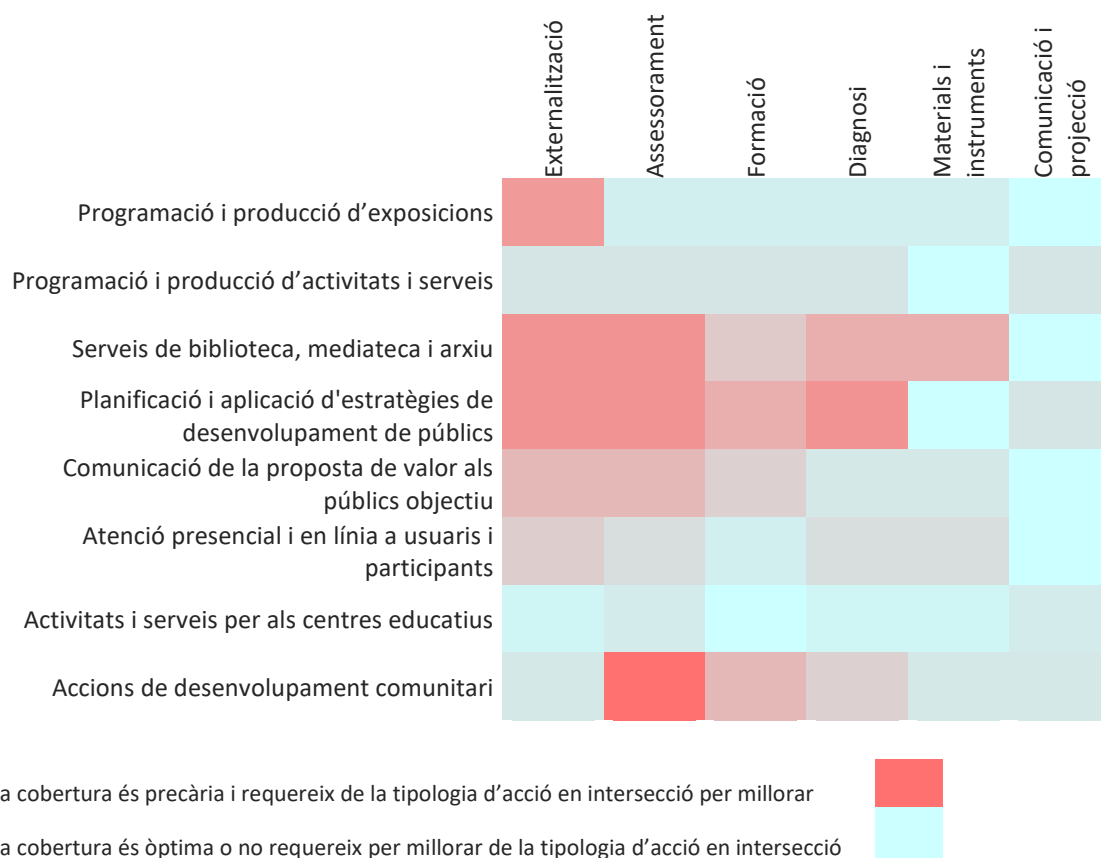 Externalització
Assessorament
Formació
Diagnosi
Materials i
instruments
Comunicació i
projecció
Programació i producció d’exposicions
Programació i producció d’activitats i serveis
Serveis de biblioteca, mediateca i arxiu
Planificació i aplicació d'estratègies de
desenvolupament de públics
Comunicació de la proposta de valor als
públics objectiu
Atenció presencial i en línia a usuaris i
participants
Activitats i serveis per als centres educatius
Accions de desenvolupament comunitari
a cobertura és precària i requereix de la tipologia d’acció en intersecció per millorar
a cobertura és òptima o no requereix per millorar de la tipologia d’acció en intersecció